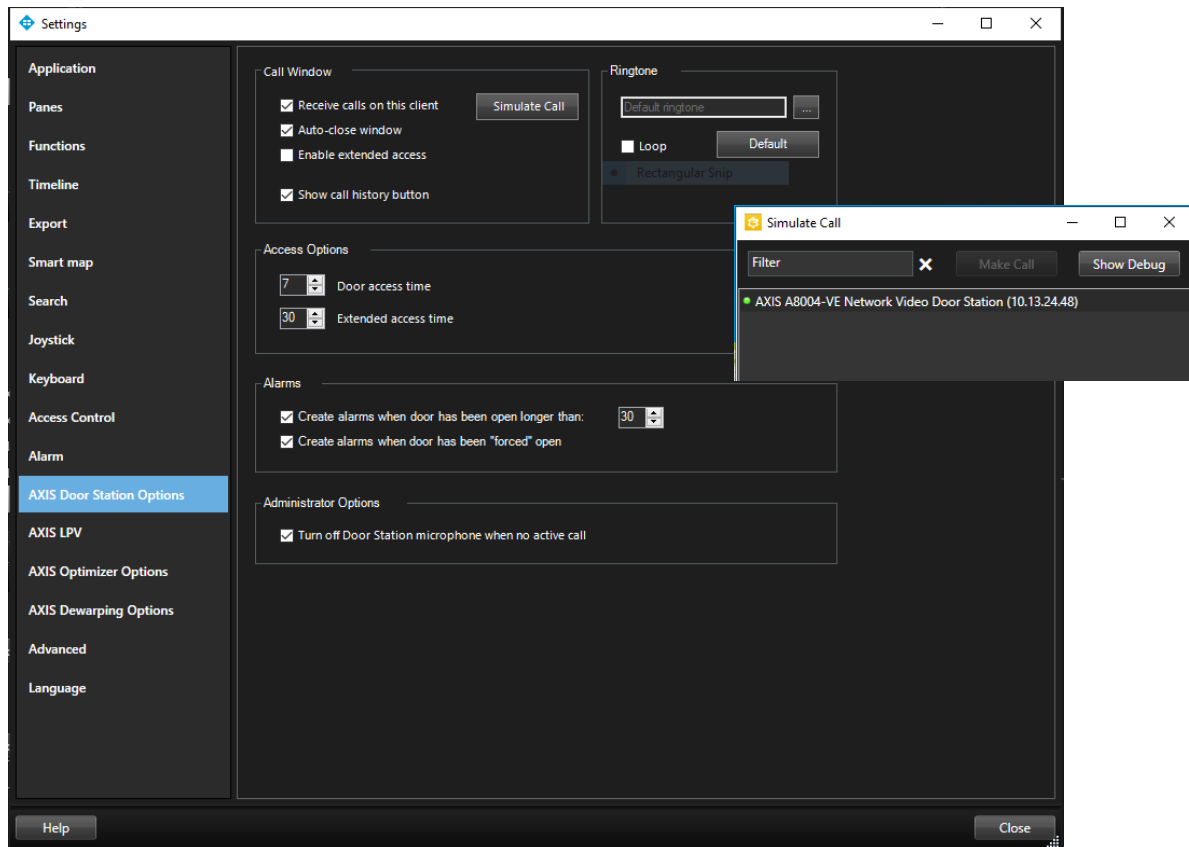 Settings
Application
Panes
Functions
Timeline
Export
Smart map
Search
Joystick
Keyboard
Access Control
Alarm
AXIS Door Station Options
AXIS LPV
AXIS Optimizer Options
AXIS Dewarping Options
Advanced
Language
Call Window
Receive calls on this client
Simulate Call
Auto-close window
Enable extended access
Show call history button
Ringtone
Default ringtone
...
Loop
Default
Rectangular Snip
Access Options
7 Door access time
30 Extended access time
Alarms
Create alarms when door has been open longer than: 30
Create alarms when door has been "forced" open
Administrator Options
Turn off Door Station microphone when no active call
Simulate Call
Filter
Make Call
Show Debug
AXIS A8004-VE Network Video Door Station (10.13.24.48)
Help
Close